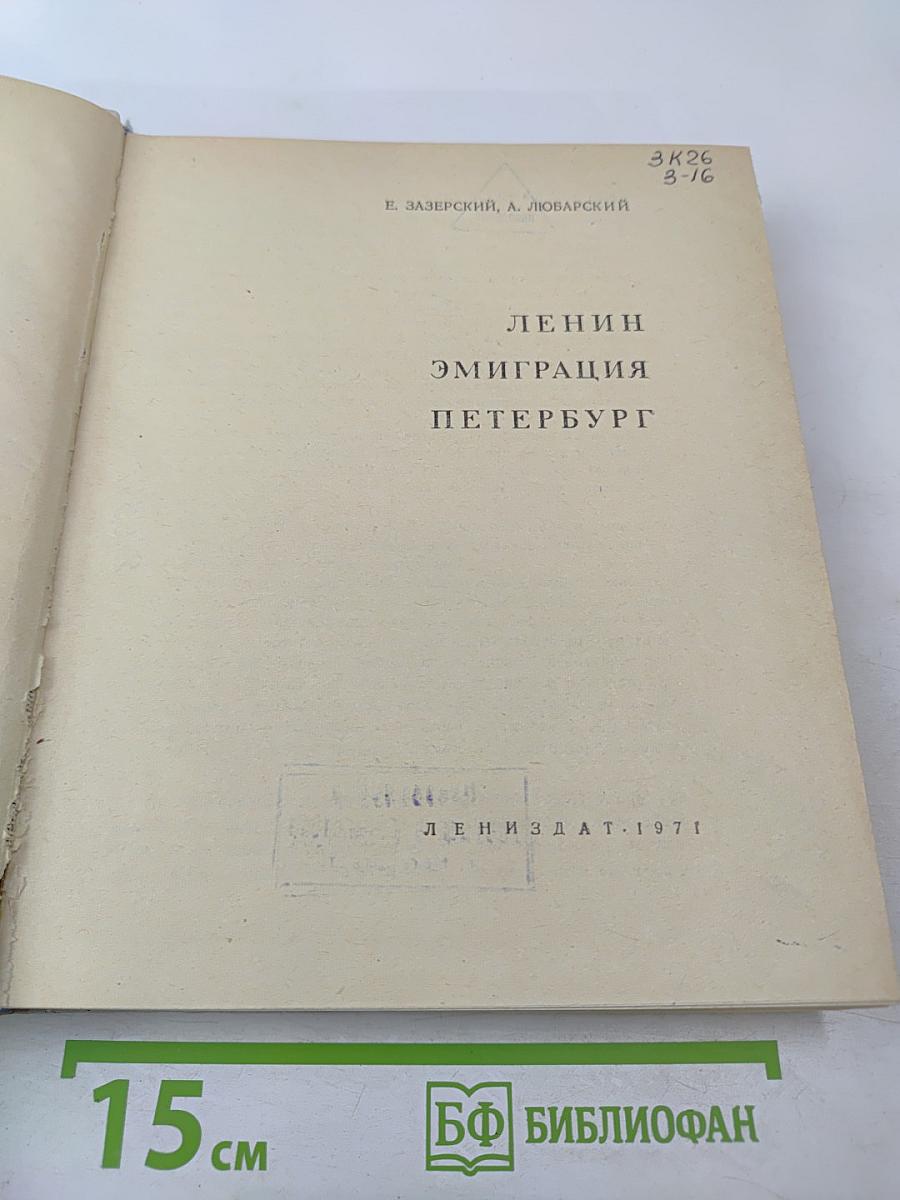 3К26
З-16
Е. ЗАЗЕРСКИЙ, А. ЛЮБАРСКИЙ
ЛЕНИН
ЭМИГРАЦИЯ
ПЕТЕРБУРГ
ЛЕНИЗДАТ · 1971
15 см
БФ БИБЛИОФАН